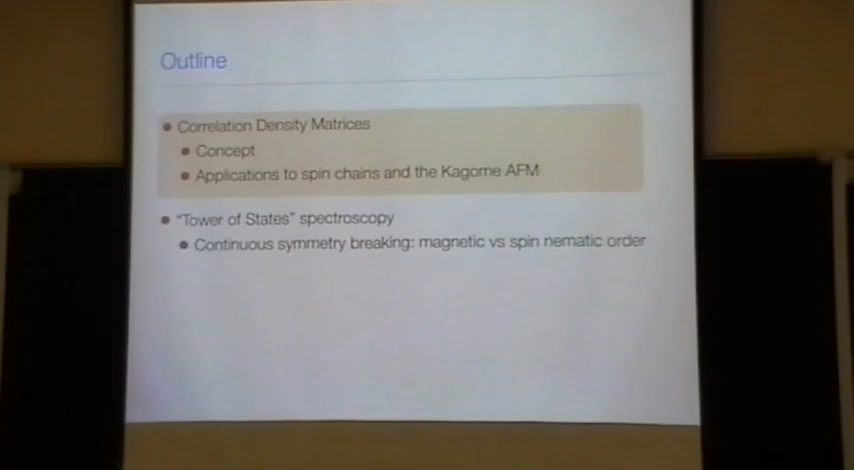 Outline
• Correlation Density Matrices
• Concept
• Applications to spin chains and the Kagome AFM
• "Tower of States" spectroscopy
• Continuous symmetry breaking: magnetic vs spin nematic order